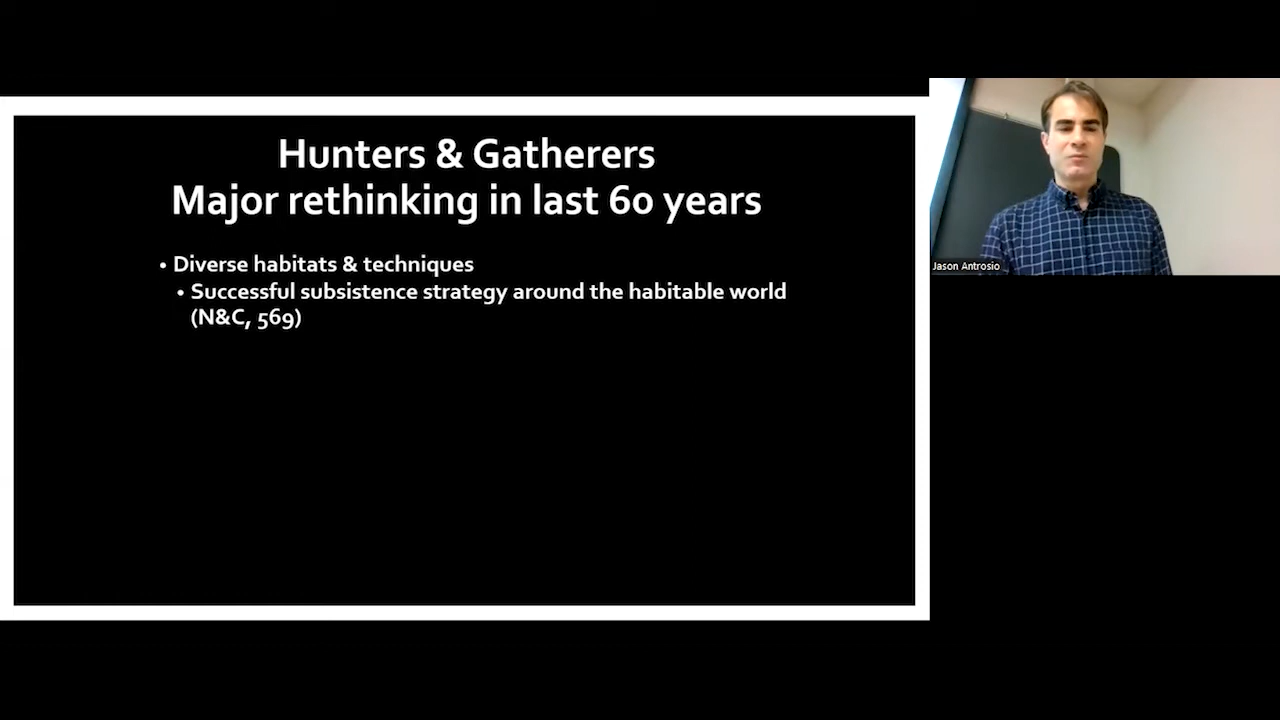 Hunters & Gatherers
Major rethinking in last 60 years
• Diverse habitats & techniques
• Successful subsistence strategy around the habitable world
(N&C, 569)
Jason Antrosio